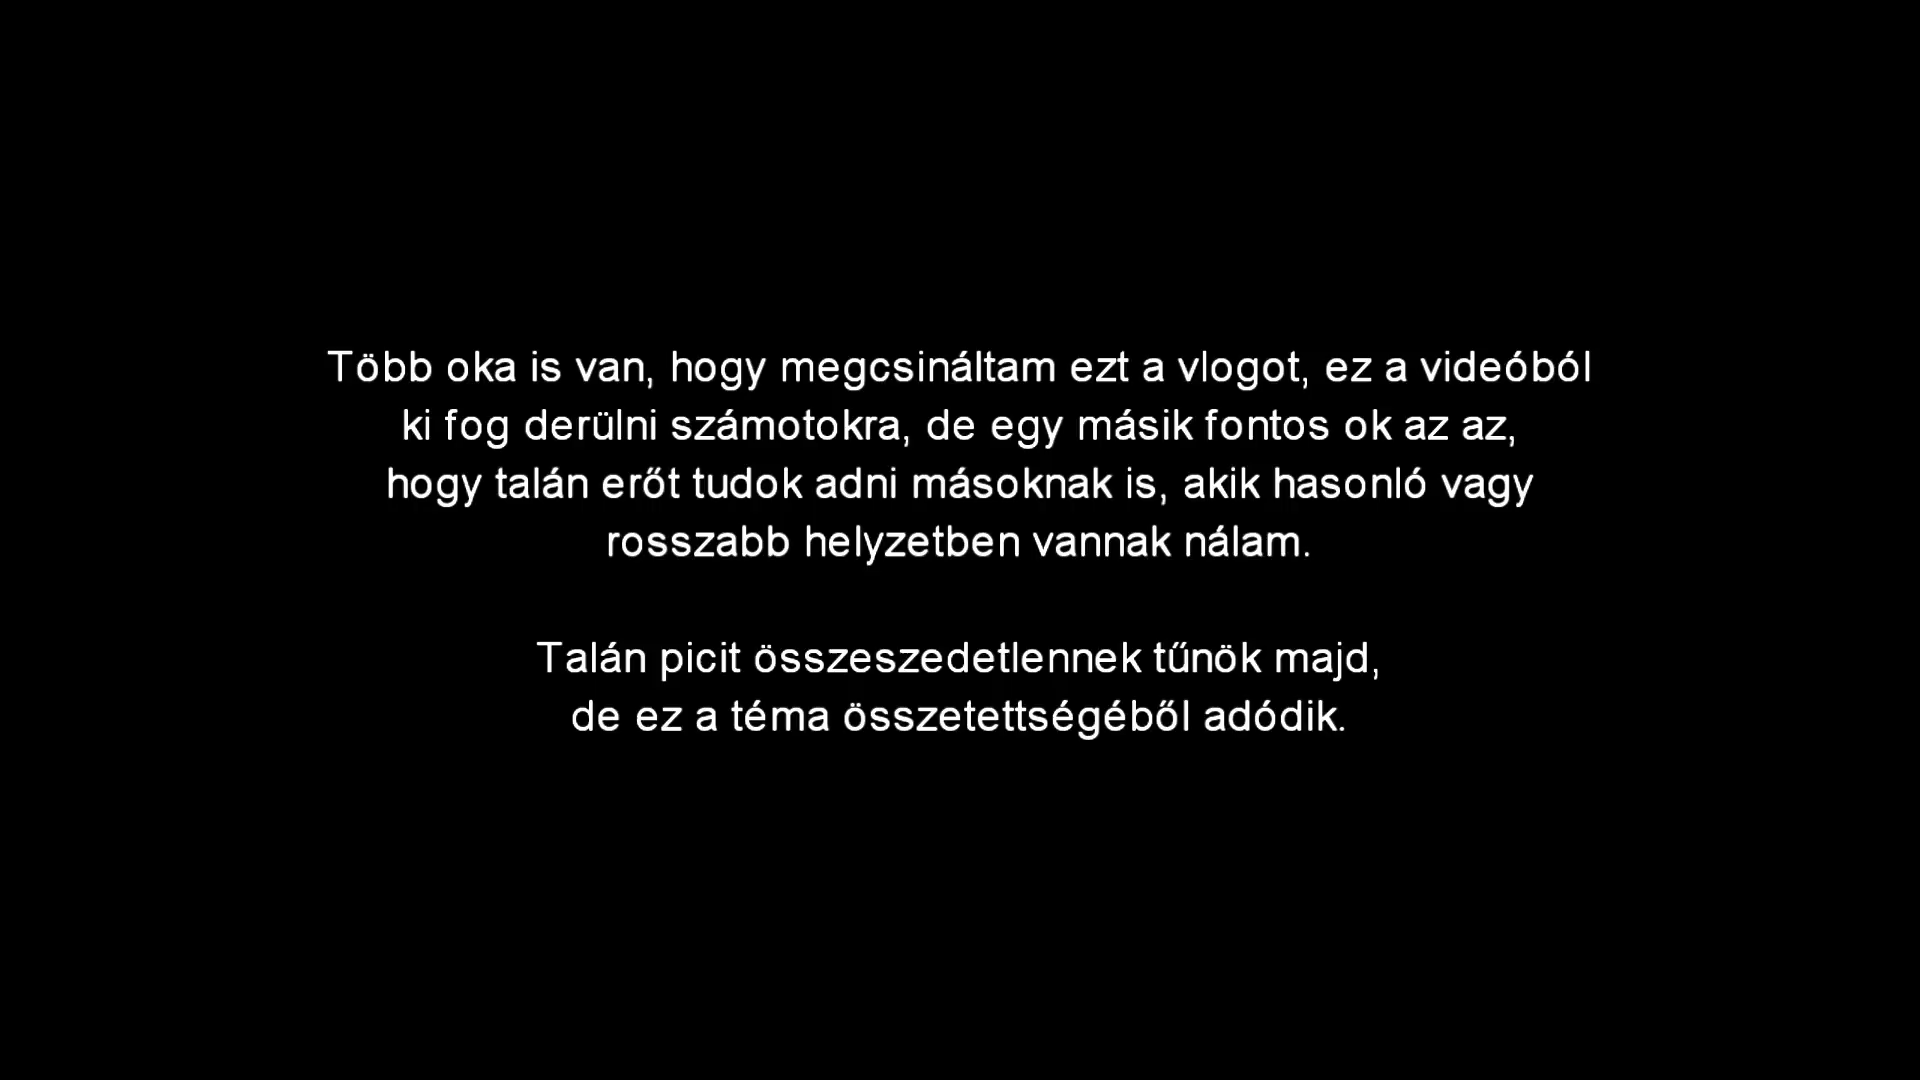 Több oka is van, hogy megcsináltam ezt a vlogot, ez a videóból
ki fog derülni számotokra, de egy másik fontos ok az az,
hogy talán erőt tudok adni másoknak is, akik hasonló vagy
rosszabb helyzetben vannak nálam.
Talán picit összeszedetlennek tűnök majd,
de ez a téma összetettségéből adódik.